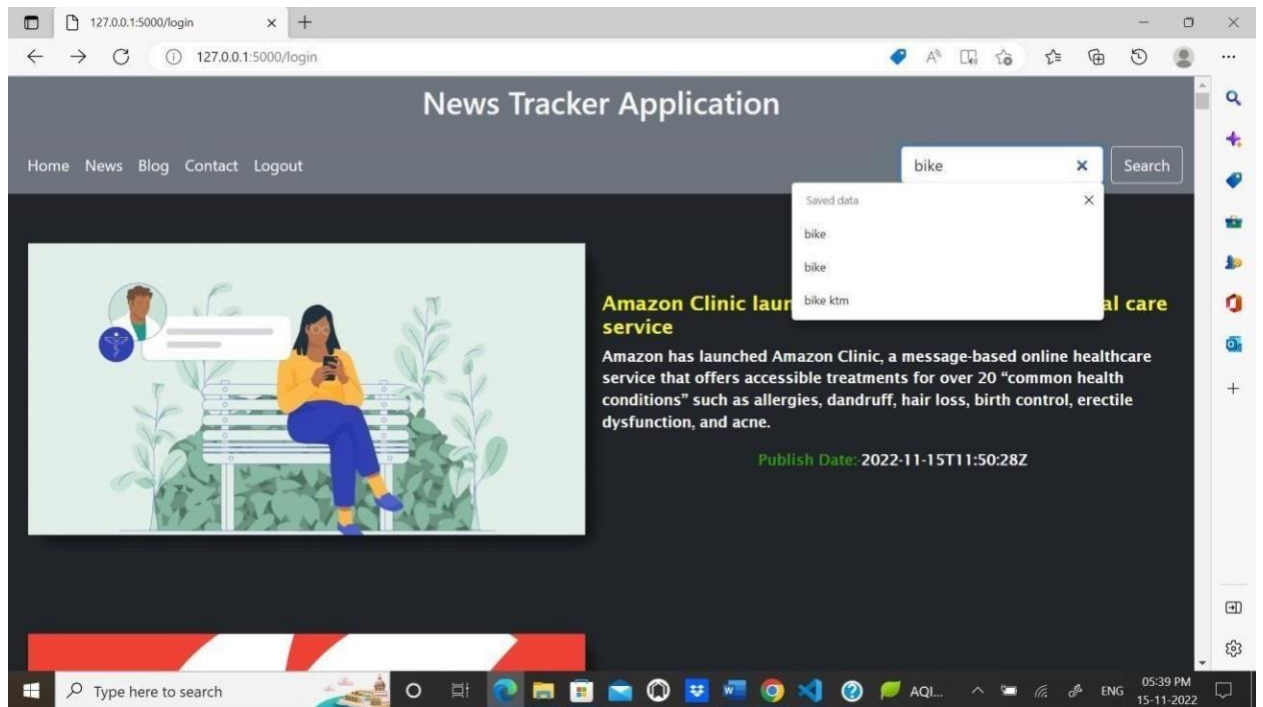 127.0.0.1:5000/login
127.0.0.1:5000/login
News Tracker Application
Home News Blog Contact Logout
bike
Search
Saved data
bike
bike
bike ktm
Amazon Clinic laun
al care
service
Amazon has launched Amazon Clinic, a message-based online healthcare
service that offers accessible treatments for over 20 “common health
conditions” such as allergies, dandruff, hair loss, birth control, erectile
dysfunction, and acne.
Publish Date:-2022-11-15T11:50:28Z
Type here to search
AQI...
ENG
05:39 PM
15-11-2022